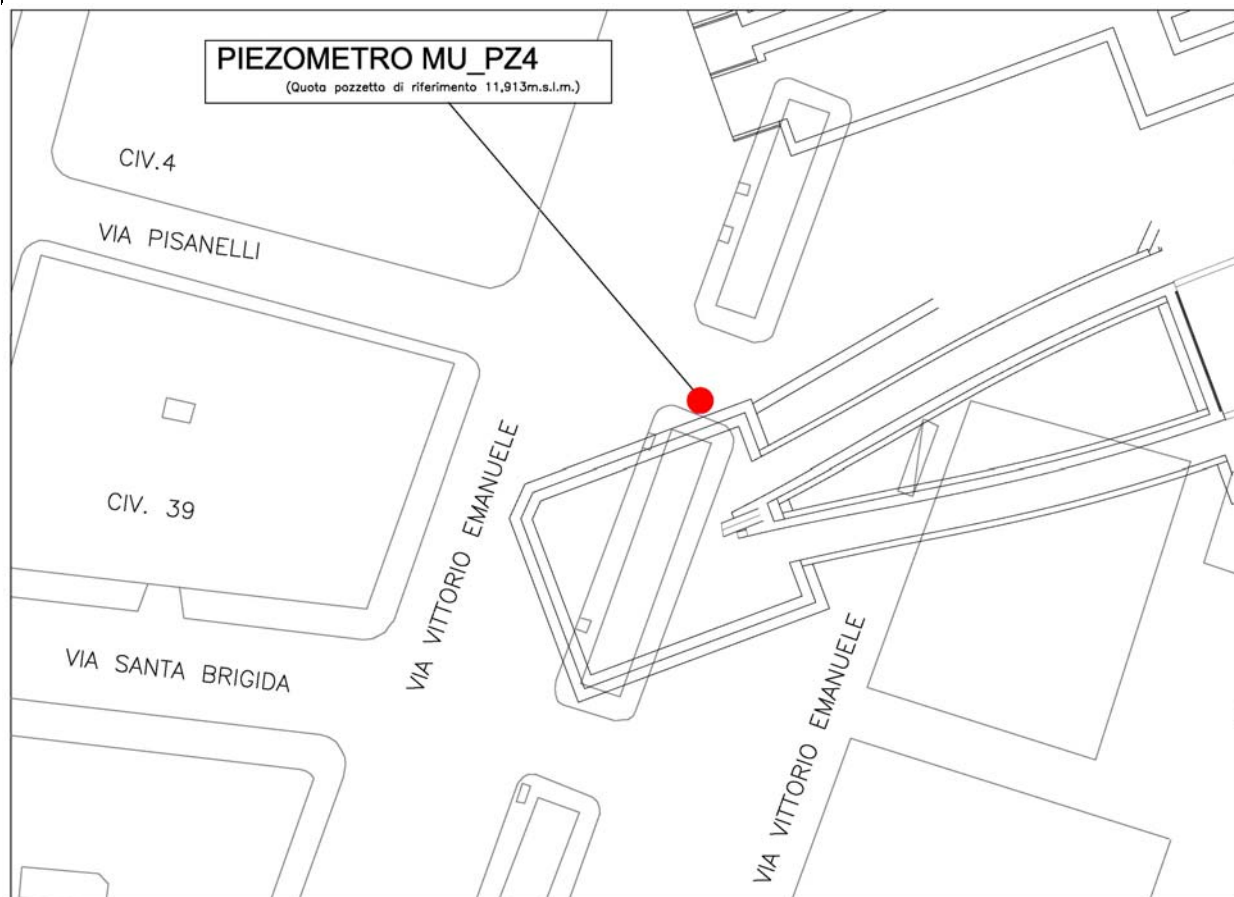 PIEZOMETRO MU_PZ4
(Quota pozzetto di riferimento 11,913m.s.l.m.)
CIV.4
VIA PISANELLI
CIV. 39
VIA VITTORIO EMANUELE
VIA SANTA BRIGIDA
VIA VITTORIO EMANUELE